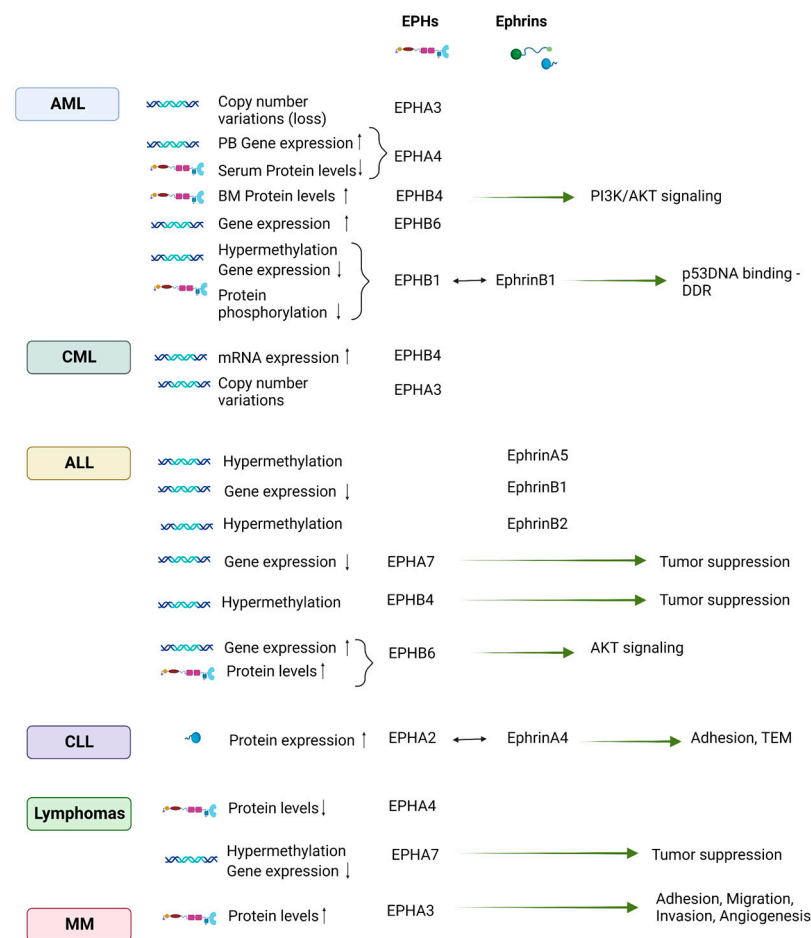 EPHs Ephrins
AML
Copy number
variations (loss)
EPHA3
PB Gene expression ↑
Serum Protein levels ↓
EPHA4
BM Protein levels ↑ EPHB4 PI3K/AKT signaling
Gene expression ↑ EPHB6
Hypermethylation
Gene expression ↓
Protein
phosphorylation ↓
EPHB1 EphrinB1
p53DNA binding -
DDR
CML
mRNA expression ↑ EPHB4
Copy number
variations
EPHA3
ALL
Hypermethylation EphrinA5
Gene expression ↓ EphrinB1
Hypermethylation EphrinB2
Gene expression ↓ EPHA7 Tumor suppression
Hypermethylation EPHB4 Tumor suppression
Gene expression ↑
Protein levels ↑
EPHB6 AKT signaling
CLL
Protein expression ↑ EPHA2 EphrinA4 Adhesion, TEM
Lymphomas
Protein levels ↓ EPHA4
Hypermethylation
Gene expression ↓
EPHA7 Tumor suppression
MM
Protein levels ↑ EPHA3
Adhesion, Migration,
Invasion, Angiogenesis